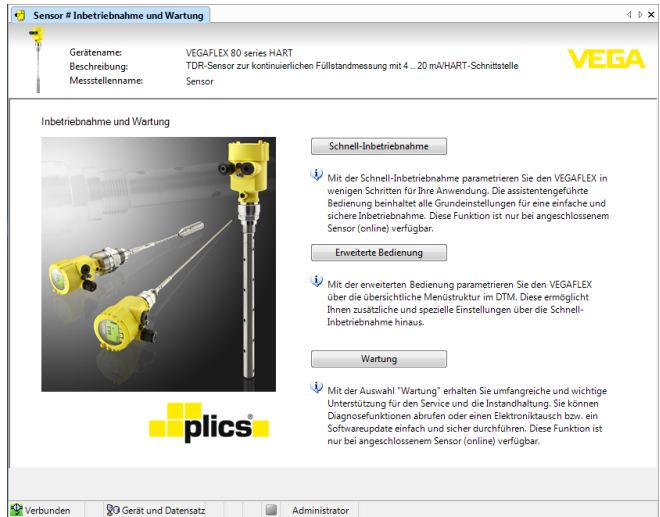 Sensor # Inbetriebnahme und Wartung
Gerätename: VEGAFLEX 80 series HART
Beschreibung: TDR-Sensor zur kontinuierlichen Füllstandmessung mit 4 .. 20 mA/HART-Schnittstelle
Messstellenname: Sensor
VEGA
Inbetriebnahme und Wartung
Schnell-Inbetriebnahme
Mit der Schnell-Inbetriebnahme parametrieren Sie den VEGAFLEX in
wenigen Schritten für Ihre Anwendung. Die assistentengeführte
Bedienung beinhaltet alle Grundeinstellungen für eine einfache und
sichere Inbetriebnahme. Diese Funktion ist nur bei angeschlossenem
Sensor (online) verfügbar.
Erweiterte Bedienung
Mit der erweiterten Bedienung parametrieren Sie den VEGAFLEX
über die übersichtliche Menüstruktur im DTM. Diese ermöglicht
Ihnen zusätzliche und spezielle Einstellungen über die Schnell-
Inbetriebnahme hinaus.
Wartung
Mit der Auswahl "Wartung" erhalten Sie umfangreiche und wichtige
Unterstützung für den Service und die Instandhaltung. Sie können
Diagnosefunktionen abrufen oder einen Elektroniktausch bzw. ein
Softwareupdate einfach und sicher durchführen. Diese Funktion ist
nur bei angeschlossenem Sensor (online) verfügbar.
plics®
Verbunden
Gerät und Datensatz
Administrator